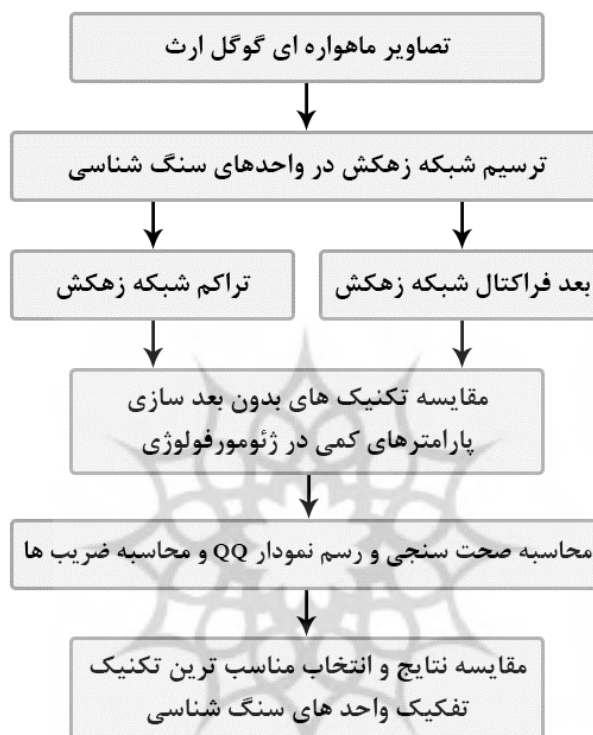 تصاویر ماهواره ای گوگل ارث
ترسیم شبکه زهکش در واحدهای سنگ شناسی
بعد فراکتال شبکه زهکش
تراکم شبکه زهکش
مقایسه تکنیک های بدون بعد سازی
پارامترهای کمی در ژئومورفولوژی
محاسبه صحت سنجی و رسم نمودار QQ و محاسبه ضریب ها
مقایسه نتایج و انتخاب مناسب ترین تکنیک
تفکیک واحد های سنگ شناسی